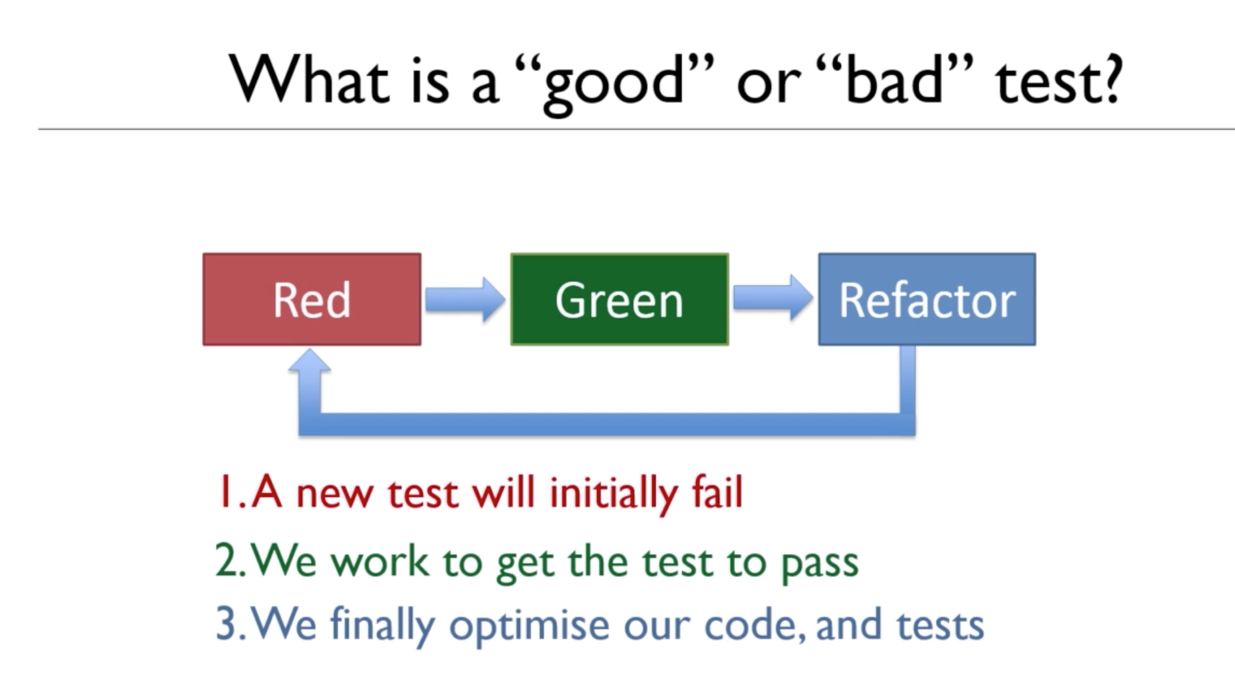 What is a “good” or “bad” test?
Red
Green
Refactor
1. A new test will initially fail
2. We work to get the test to pass
3. We finally optimise our code, and tests